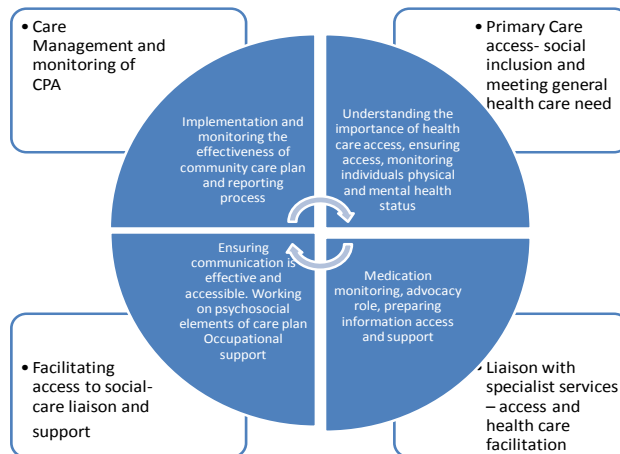 • Care
Management and
monitoring of
CPA
• Primary Care
access- social
inclusion and
meeting general
health care need
Implementation and
monitoring the
effectiveness of
community care plan
and reporting
process
Understanding the
importance of health
care access, ensuring
access, monitoring
individuals physical
and mental health
status
Ensuring
communication is
effective and
accessible. Working
on psychosocial
elements of care plan
Occupational
support
Medication
monitoring, advocacy
role, preparing
information access
and support
• Facilitating
access to social-
care liaison and
support
• Liaison with
specialist services
– access and
health care
facilitation